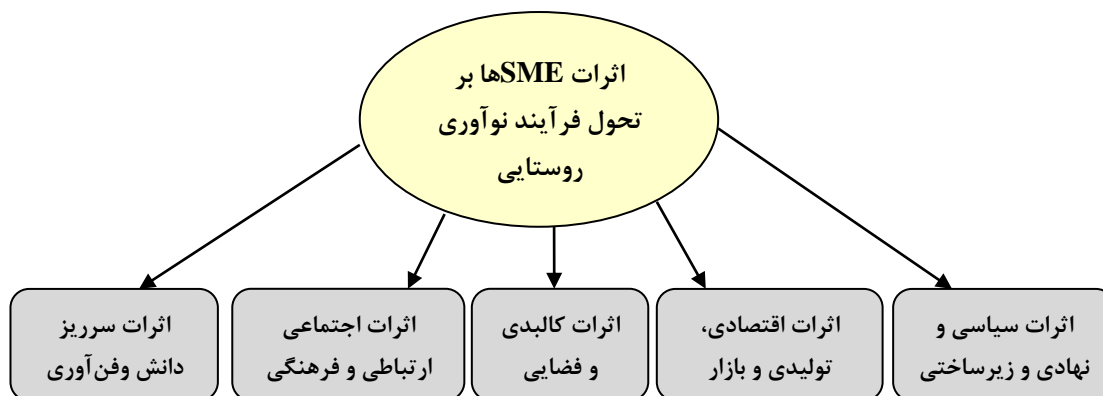 اثرات SMEها بر
تحول فرآیند نوآوری
روستایی
اثرات سیاسی و
نهادی و زیرساختی
اثرات اقتصادی،
تولیدی و بازار
اثرات کالبدی
و فضایی
اثرات اجتماعی
ارتباطی و فرهنگی
اثرات سرریز
دانش وفن‌آوری